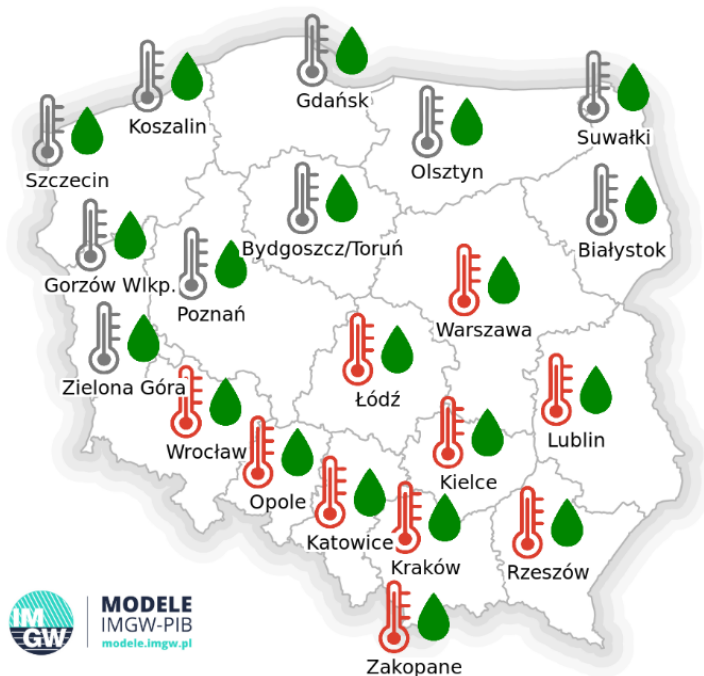 Gdańsk
Koszalin
Suwałki
Olsztyn
Szczecin
Bydgoszcz/Toruń
Białystok
Gorzów Wlkp.
Poznań
Warszawa
Zielona Góra
Łódź
Lublin
Wrocław
Kielce
Opole
Katowice
Kraków
Rzeszów
IM
GW
MODELE
IMGW-PIB
modele.imgw.pl
Zakopane